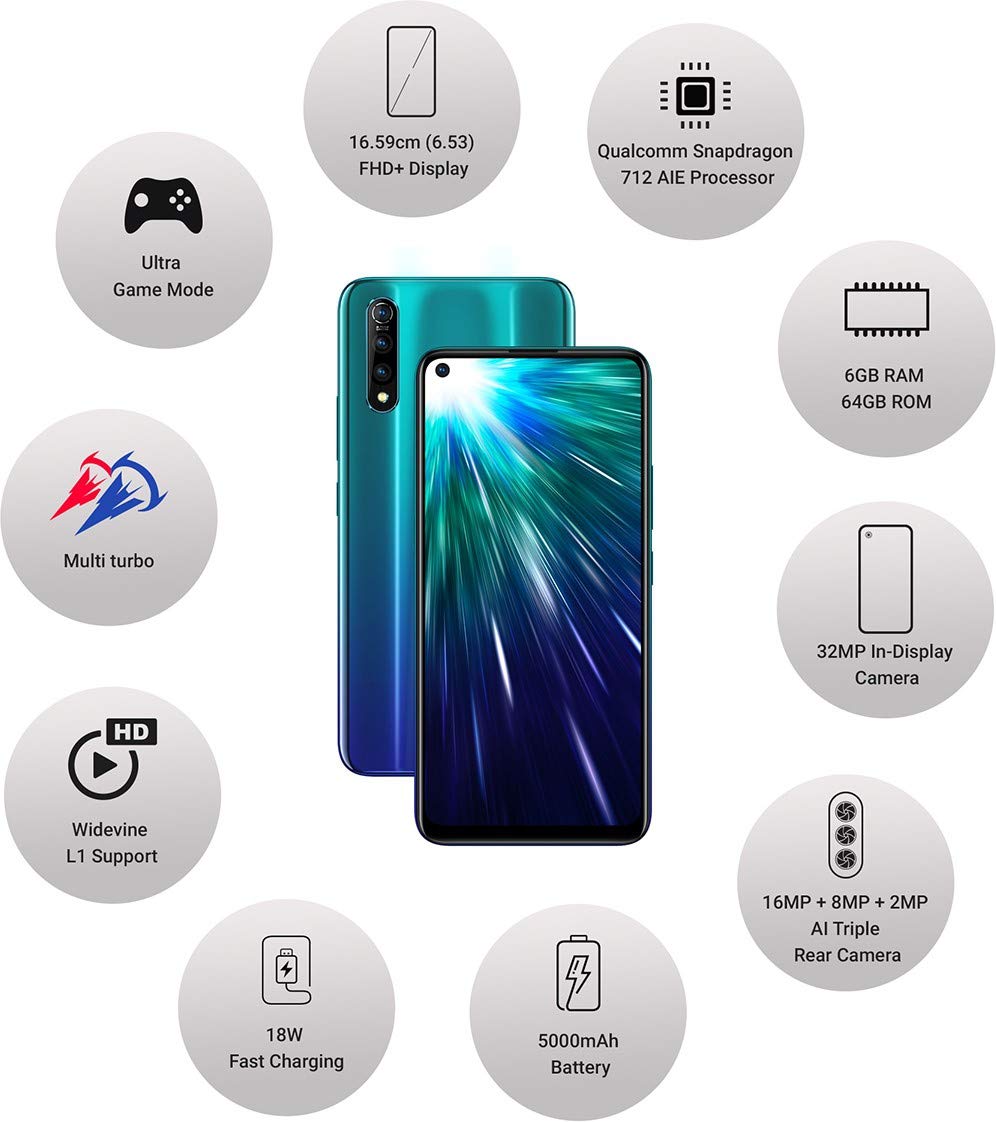 16.59cm (6.53)
FHD+ Display
Qualcomm Snapdragon
712 AIE Processor
Ultra
Game Mode
6GB RAM
64GB ROM
Multi turbo
32MP In-Display
Camera
HD
Widevine
L1 Support
16MP + 8MP + 2MP
AI Triple
Rear Camera
18W
Fast Charging
5000mAh
Battery